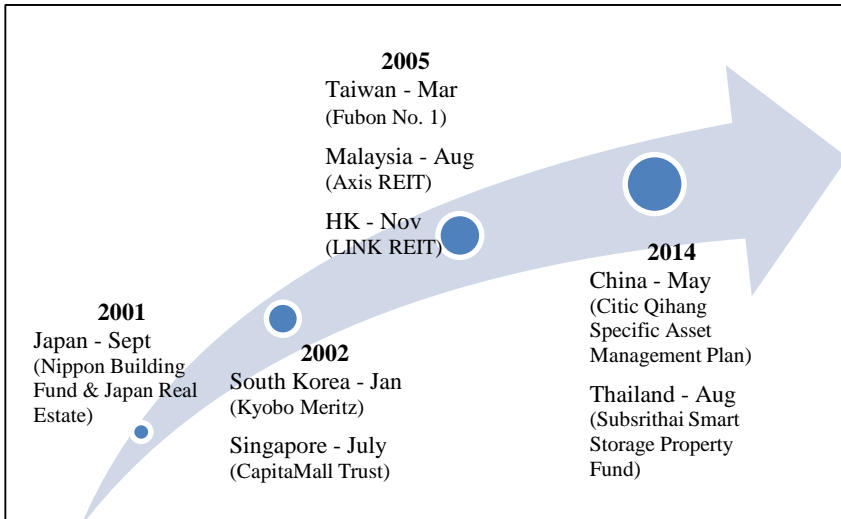 2001
Japan - Sept
(Nippon Building
Fund & Japan Real
Estate)
2002
South Korea - Jan
(Kyobo Meritz)
Singapore - July
(CapitaMall Trust)
2005
Taiwan - Mar
(Fubon No. 1)
Malaysia - Aug
(Axis REIT)
HK - Nov
(LINK REIT)
2014
China - May
(Citic Qihang
Specific Asset
Management Plan)
Thailand - Aug
(Subsrithai Smart
Storage Property
Fund)